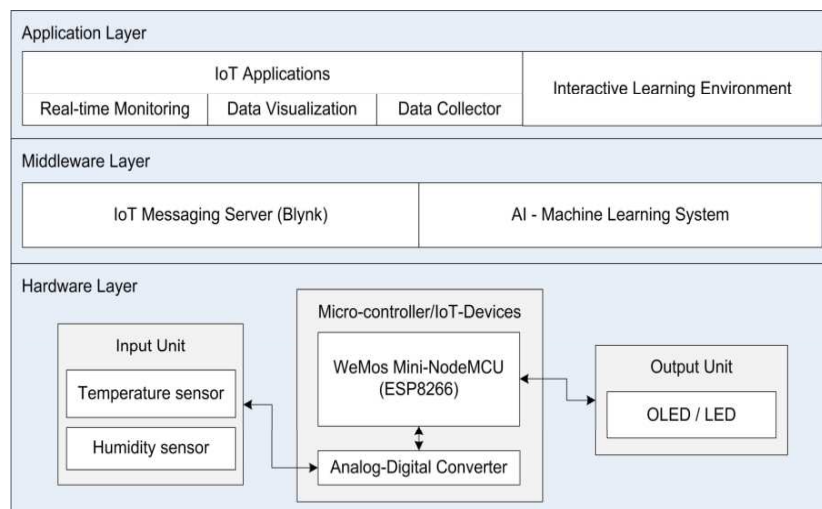 Application Layer
IoT Applications
Interactive Learning Environment
Real-time Monitoring
Data Visualization
Data Collector
Middleware Layer
IoT Messaging Server (Blynk)
AI - Machine Learning System
Hardware Layer
Input Unit
Temperature sensor
Humidity sensor
Micro-controller/IoT-Devices
WeMos Mini-NodeMCU
(ESP8266)
Analog-Digital Converter
Output Unit
OLED / LED